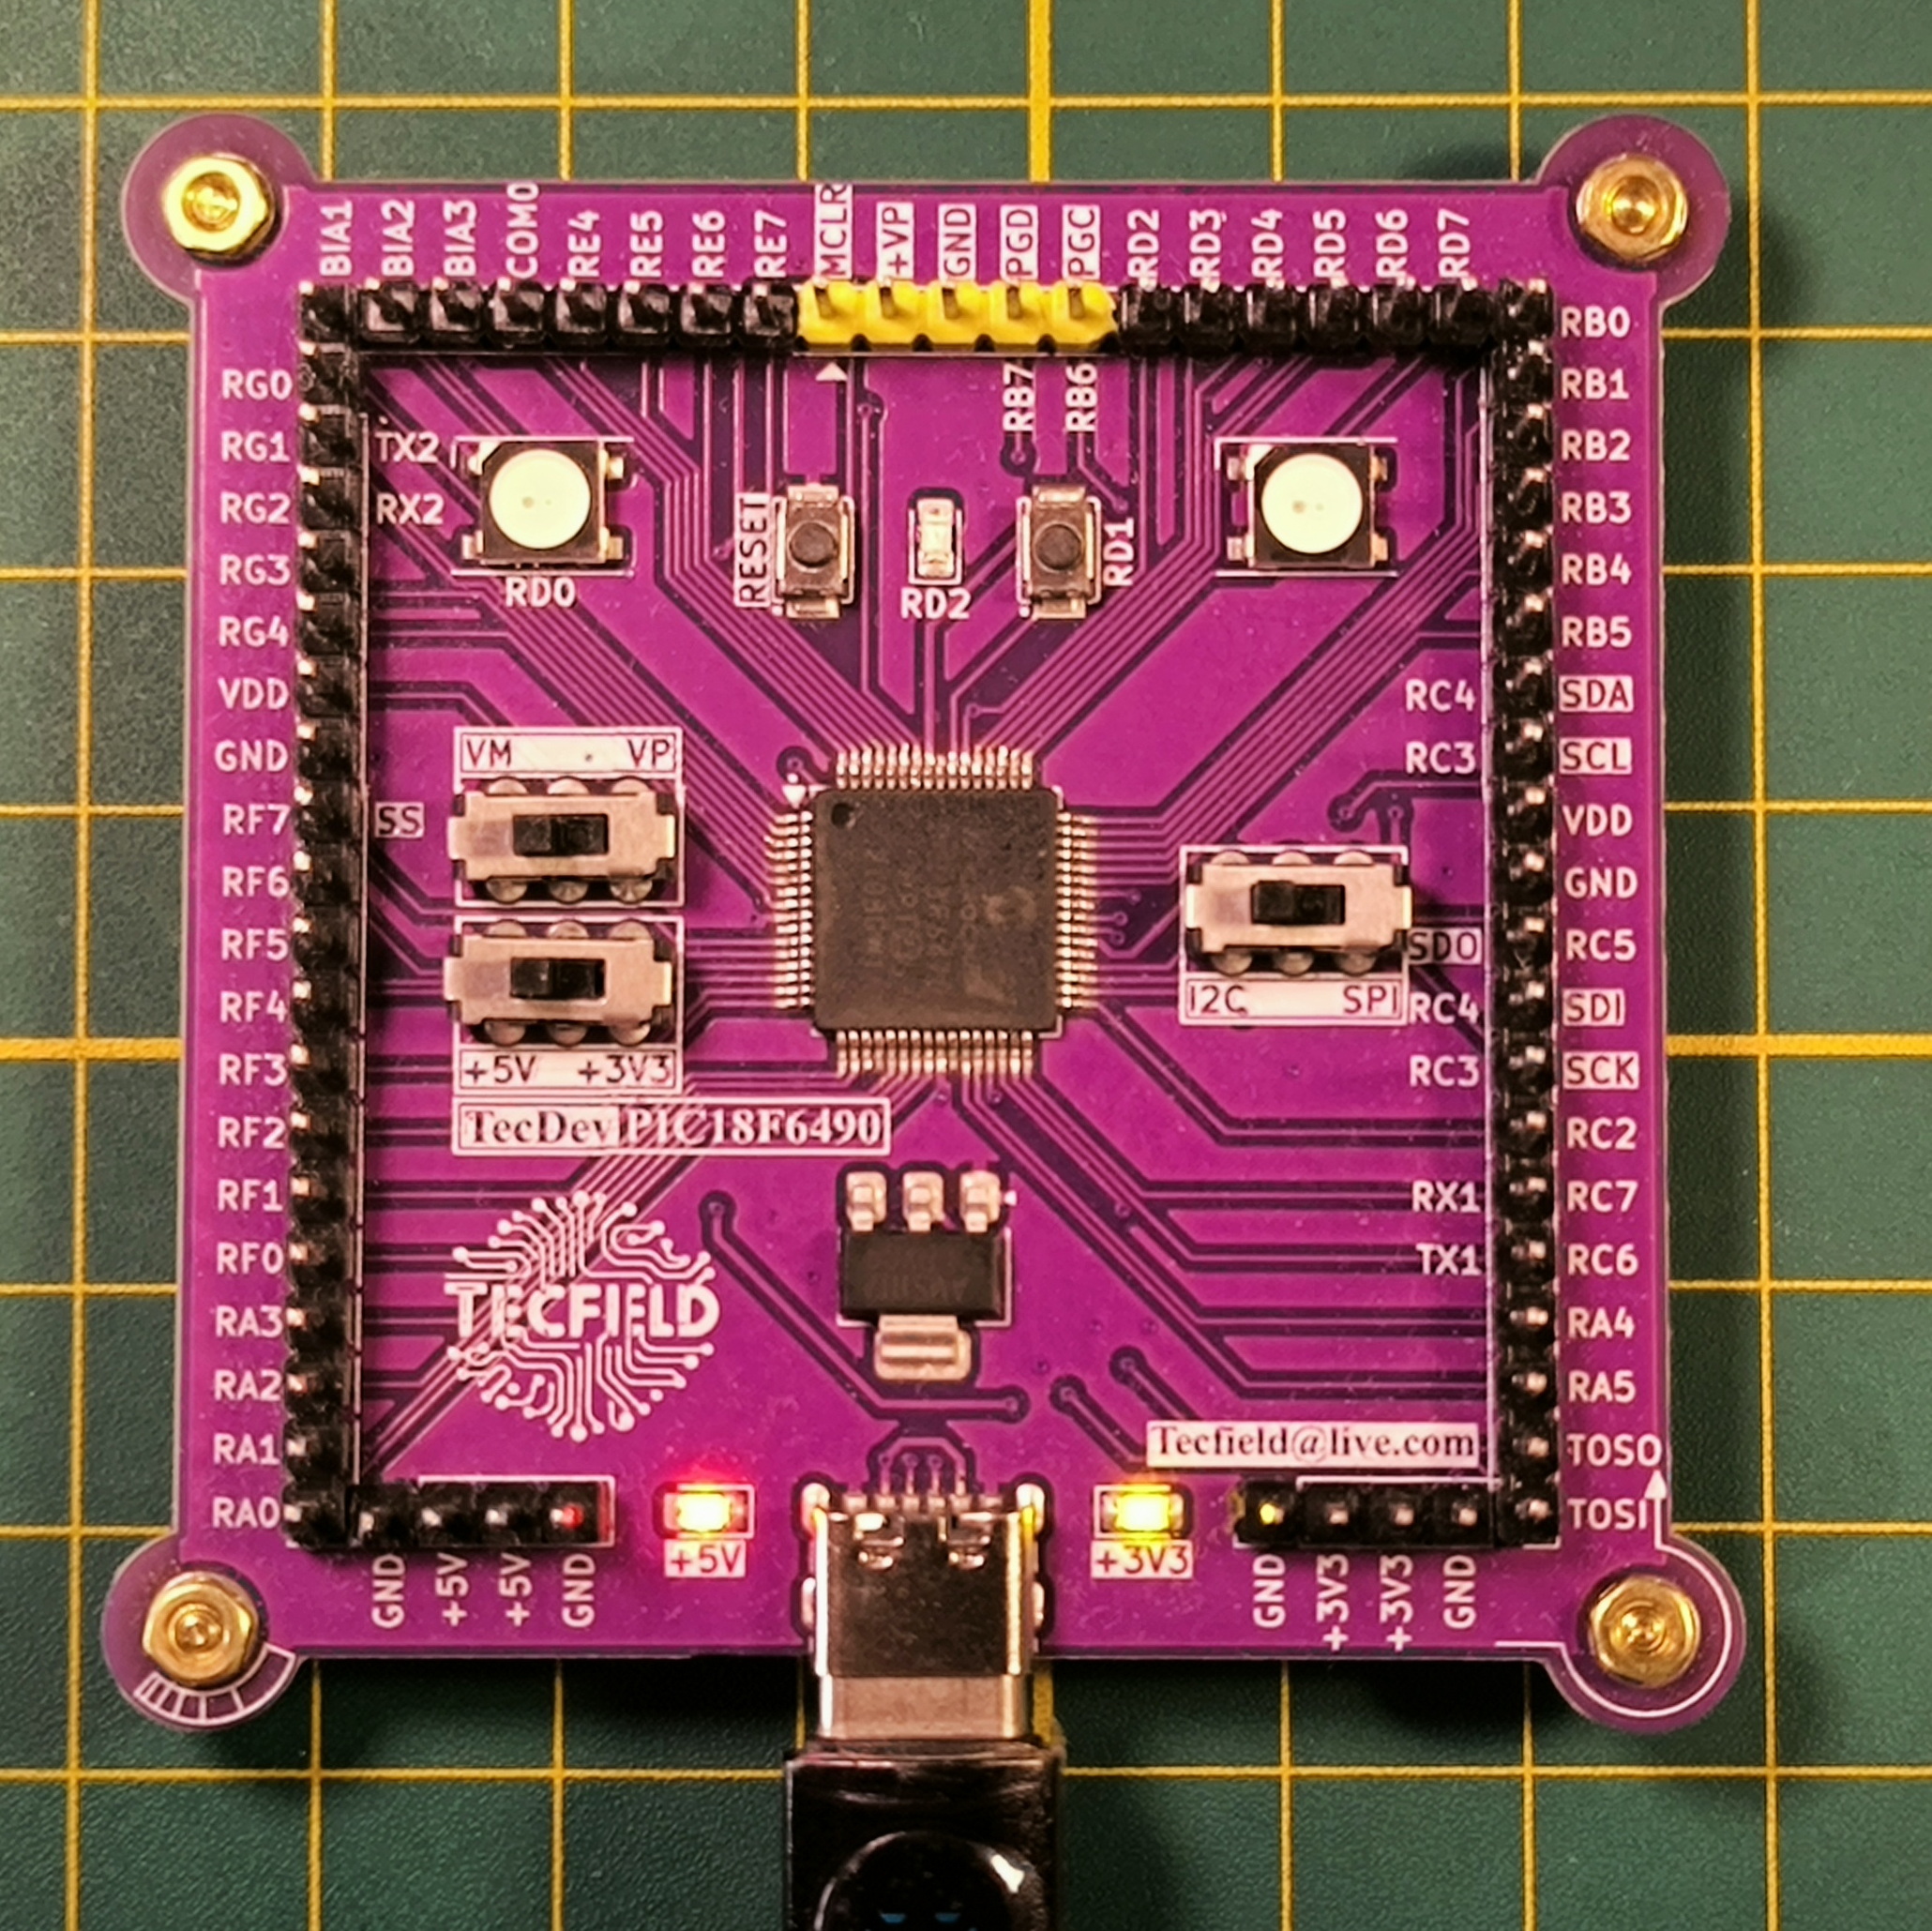 BIA1 BIA2 BIA3 COM0 RE4 RE5 RE6 RE7 MCLR +VP GND PGD PGC RD2 RD3 RD4 RD5 RD6 RD7
RB0
RG0 RB7 RB6 RB1
RG1 TX2 RB2
RG2 RX2 RESET RD1 RB3
RG3 RD0 RD2 RB4
RG4 RB5
VDD RC4 SDA
GND VM VP RC3 SCL
RF7 SS VDD
RF6 GND
RF5 SDO RC5
RF4 I2C SPI RC4 SDI
RF3 +5V +3V3 RC3 SCK
RF2 TecDev PIC18F6490 RC2
RF1 RX1 RC7
RF0 TX1 RC6
RA3 TECFIELD RA4
RA2 RA5
RA1 Tecfield@live.com TOSO
RA0 TOSI
+5V +3V3
GND +5V +5V GND GND +3V3 +3V3 GND